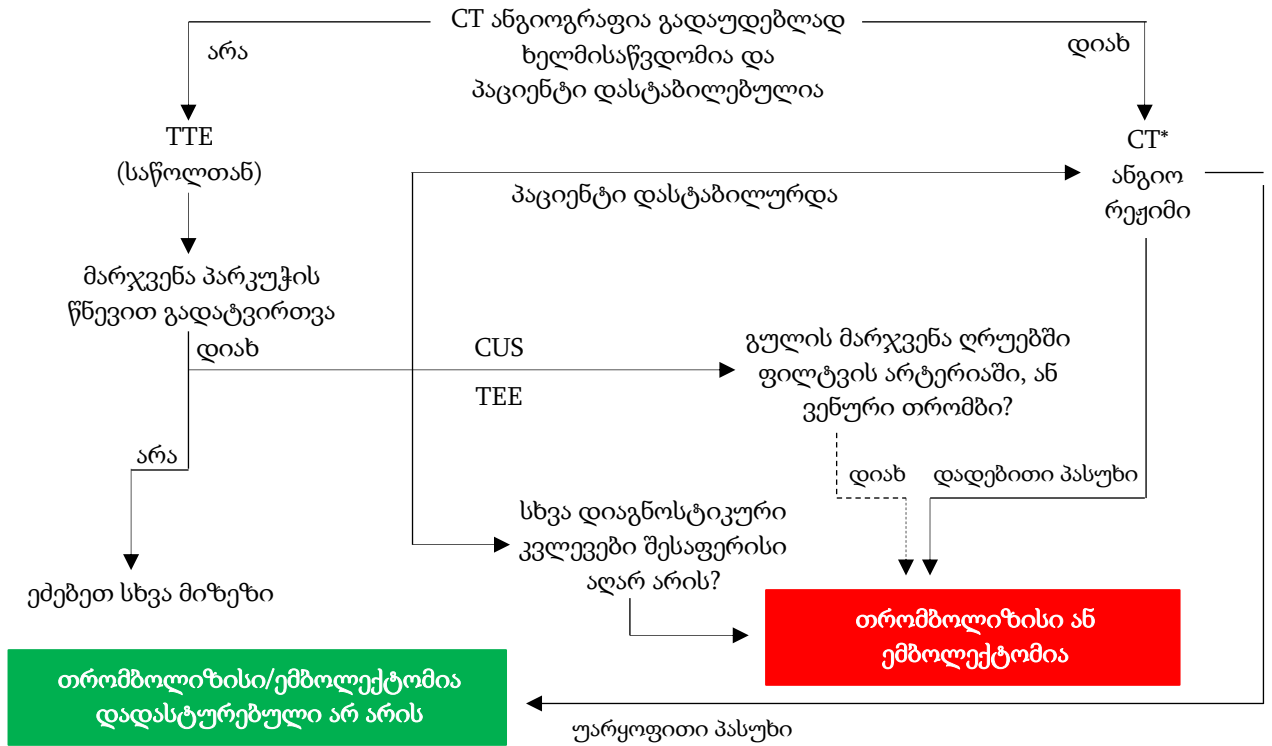 CT ანგიოგრაფია გადაუდებლად
ხელმისაწვდომია და
პაციენტი დასტაბილებულია
არა
დიახ
TTE
(საწოლთან)
CT*
ანგიო
რეჟიმი
პაციენტი დასტაბილურდა
მარჯვენა პარკუჭის
წნევით გადატვირთვა
დიახ
CUS
TEE
გულის მარჯვენა ღრუებში
ფილტვის არტერიაში, ან
ვენური თრომბი?
არა
დიახ
დადებითი პასუხი
სხვა დიაგნოსტიკური
კვლევები შესაფერისი
აღარ არის?
ეძებეთ სხვა მიზეზი
თრომბოლიზისი ან
ემბოლექტომია
თრომბოლიზისი/ემბოლექტომია
დადასტურებული არ არის
უარყოფითი პასუხი